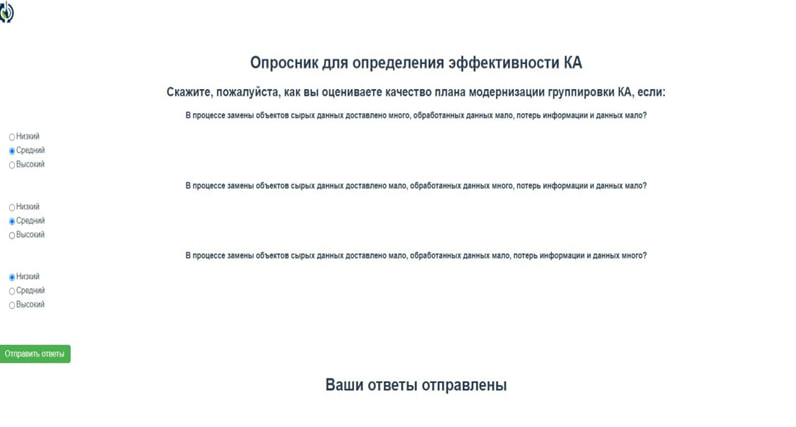 Опросник для определения эффективности КА
Скажите, пожалуйста, как вы оцениваете качество плана модернизации группировки КА, если:
В процессе замены объектов сырых данных доставлено много, обработанных данных мало, потерь информации и данных мало?
Низкий
Средний
Высокий
В процессе замены объектов сырых данных доставлено мало, обработанных данных много, потерь информации и данных мало?
Низкий
Средний
Высокий
В процессе замены объектов сырых данных доставлено мало, обработанных данных мало, потерь информации и данных много?
Низкий
Средний
Высокий
Отправить ответы
Ваши ответы отправлены